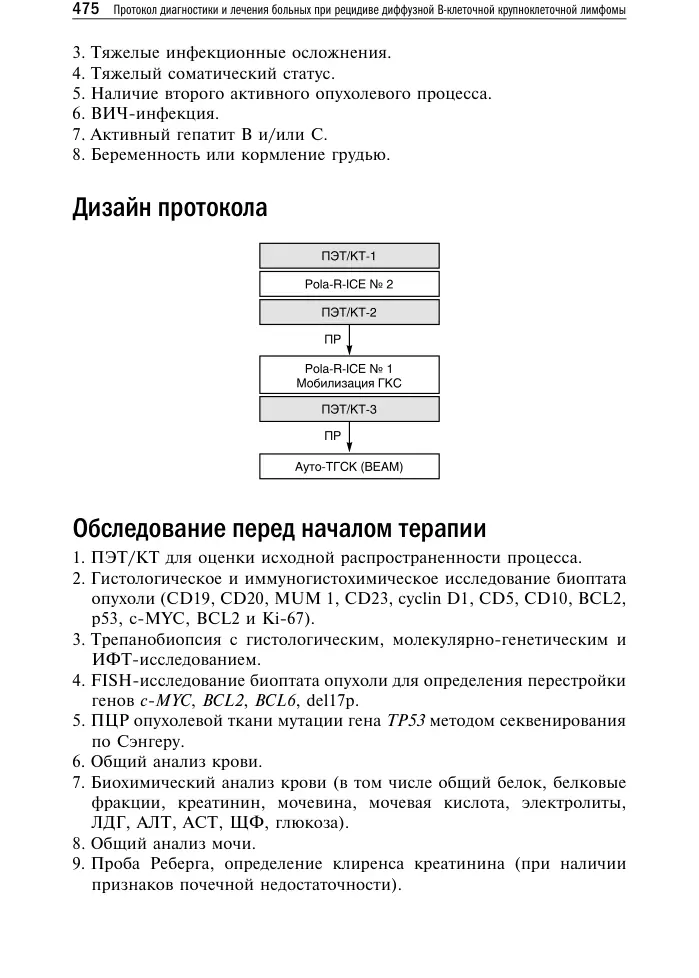 475 Протокол диагностики и лечения больных при рецидиве диффузной В-клеточной крупноклеточной лимфомы
3. Тяжелые инфекционные осложнения.
4. Тяжелый соматический статус.
5. Наличие второго активного опухолевого процесса.
6. ВИЧ-инфекция.
7. Активный гепатит В и/или С.
8. Беременность или кормление грудью.
Дизайн протокола
ПЭТ/КТ-1
Pola-R-ICE № 2
ПЭТ/КТ-2
ПР
Pola-R-ICE № 1
Мобилизация ГКС
ПЭТ/КТ-3
ПР
Ауто-ТГСК (BEAM)
Обследование перед началом терапии
1. ПЭТ/КТ для оценки исходной распространенности процесса.
2. Гистологическое и иммуногистохимическое исследование биоптата
опухоли (CD19, CD20, MUM 1, CD23, cyclin D1, CD5, CD10, BCL2,
p53, c-MYC, BCL2 и Ki-67).
3. Трепанобиопсия с гистологическим, молекулярно-генетическим и
ИФТ-исследованием.
4. FISH-исследование биоптата опухоли для определения перестройки
генов c-MYC, BCL2, BCL6, del17p.
5. ПЦР опухолевой ткани мутации гена TP53 методом секвенирования
по Сэнгеру.
6. Общий анализ крови.
7. Биохимический анализ крови (в том числе общий белок, белковые
фракции, креатинин, мочевина, мочевая кислота, электролиты,
ЛДГ, АЛТ, АСТ, ЩФ, глюкоза).
8. Общий анализ мочи.
9. Проба Реберга, определение клиренса креатинина (при наличии
признаков почечной недостаточности).